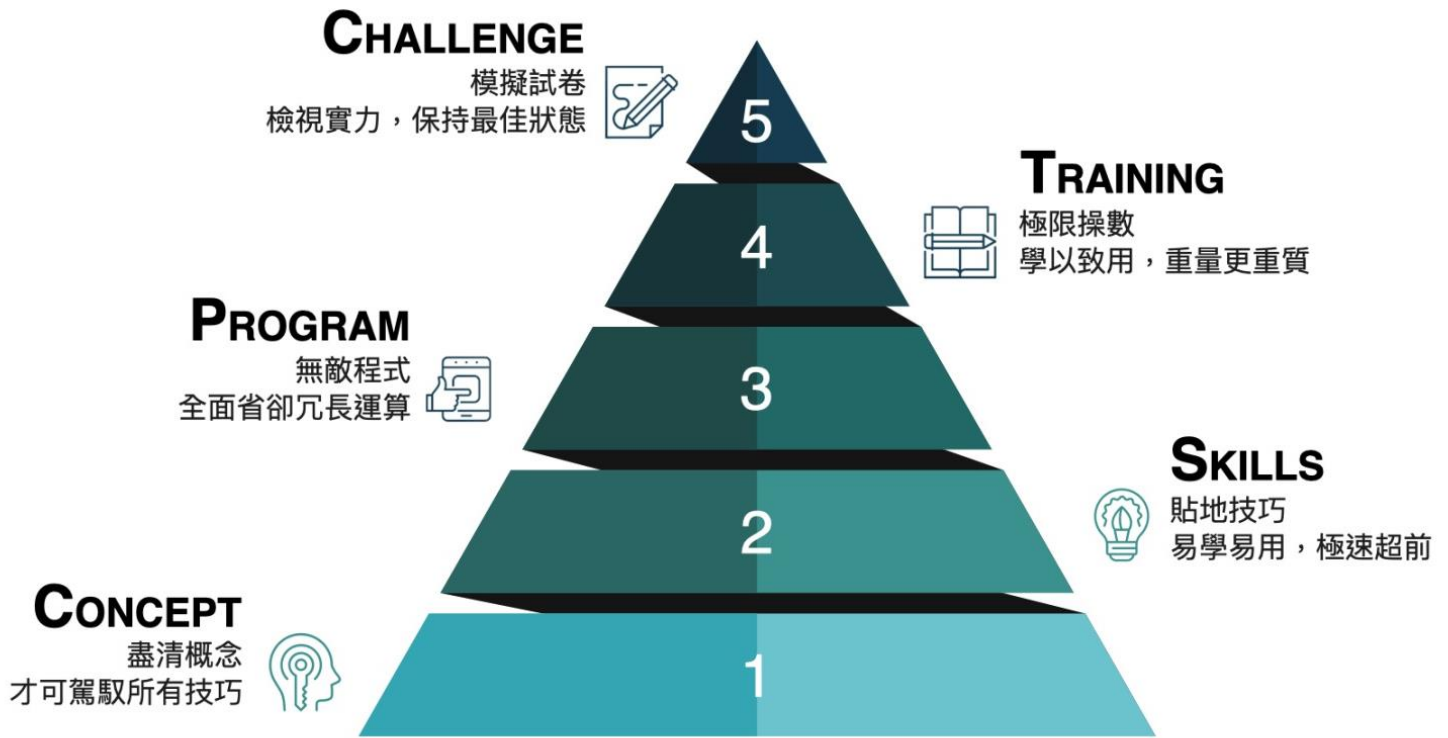 CHALLENGE
模擬試卷
檢視實力，保持最佳狀態
5
TRAINING
極限操數
學以致用，重量更重質
4
PROGRAM
無敵程式
全面省卻冗長運算
3
SKILLS
貼地技巧
易學易用，極速超前
2
CONCEPT
盡清概念
才可駕馭所有技巧
1